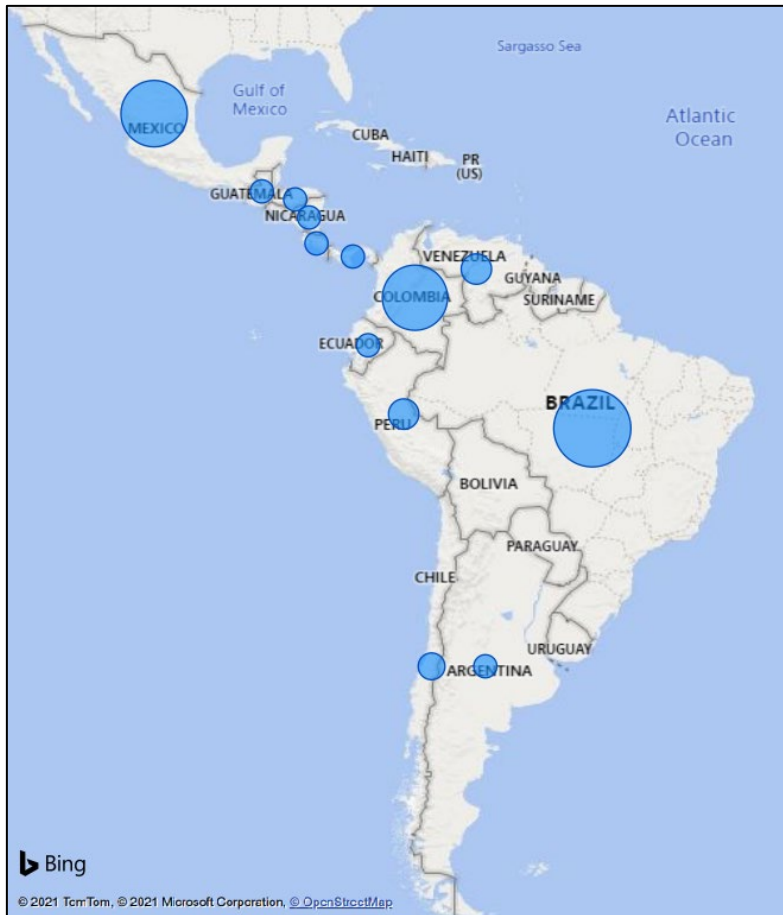 Sargasso Sea
Gulf of
Mexico
Atlantic
Ocean
MEXICO
CUBA
HAITI
PR
(US)
GUATEMALA
NICARAGUA
VENEZUELA
GUYANA
COLOMBIA
SURINAME
ECUADOR
BRAZIL
PERU
BOLIVIA
PARAGUAY
CHILE
URUGUAY
ARGENTINA
Bing
© 2021 TomTom, © 2021 Microsoft Corporation, © OpenStreetMap